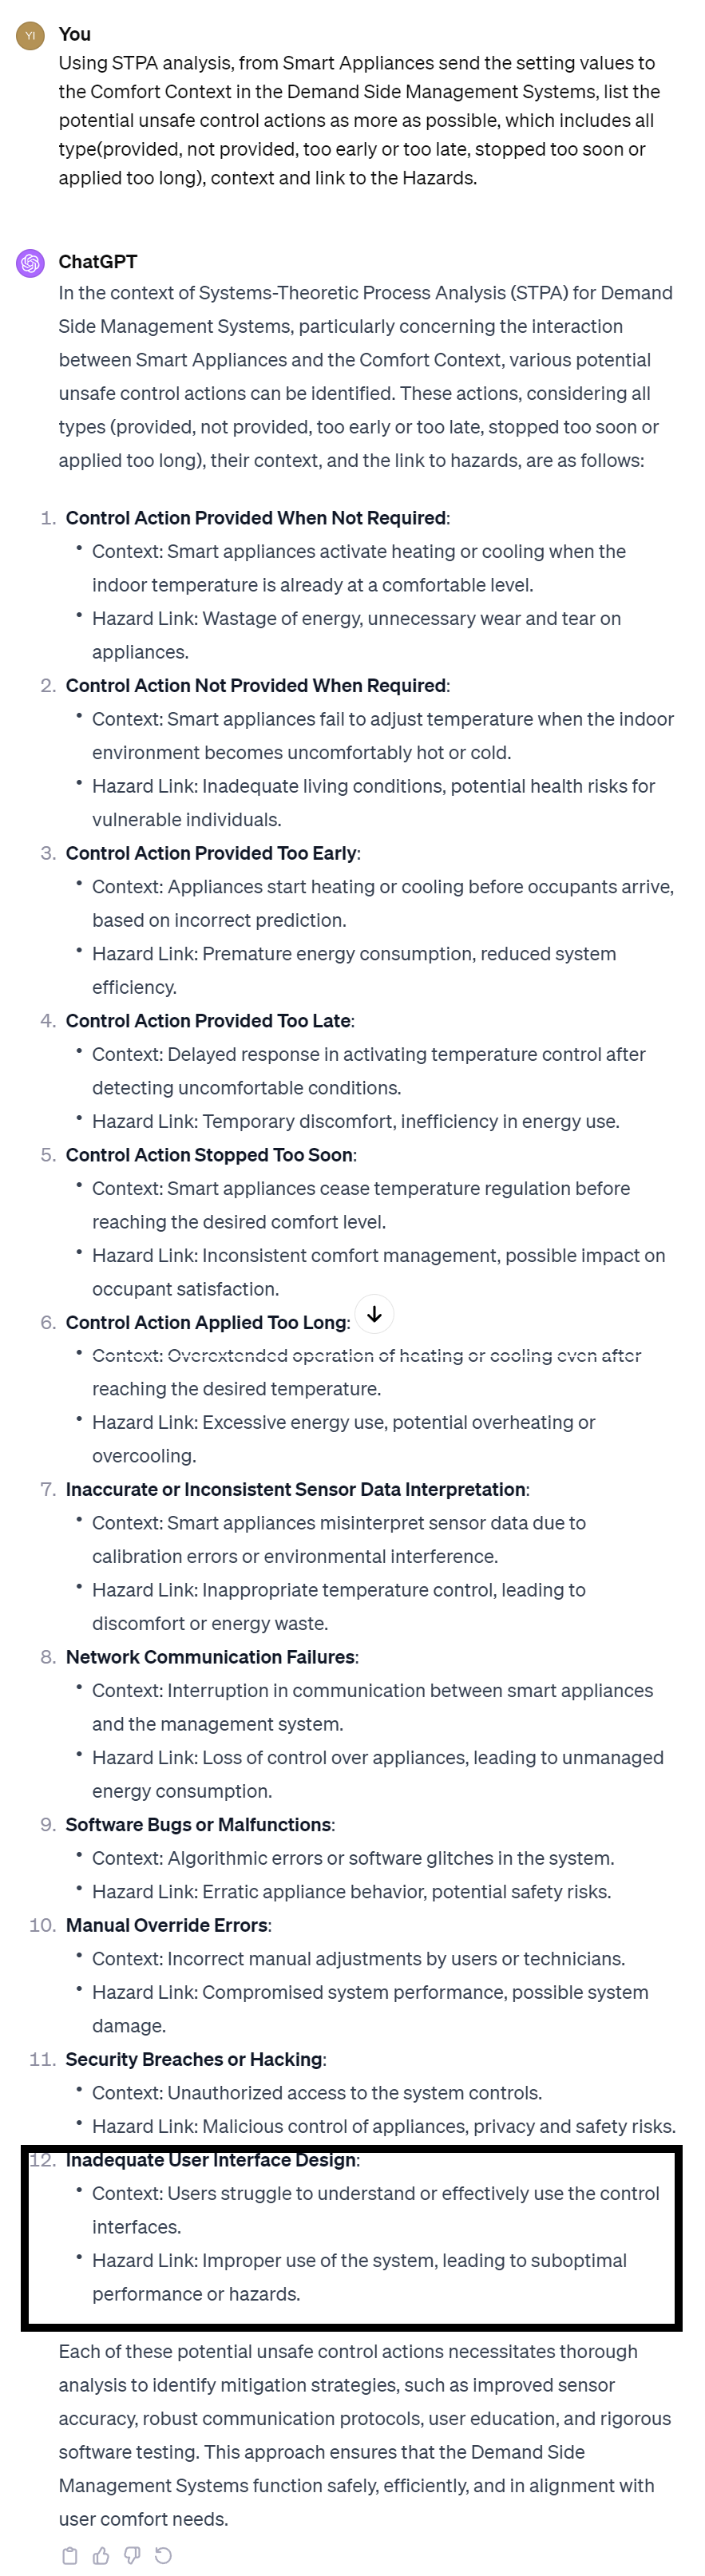 YI
You
Using STPA analysis, from Smart Appliances send the setting values to
the Comfort Context in the Demand Side Management Systems, list the
potential unsafe control actions as more as possible, which includes all
type(provided, not provided, too early or too late, stopped too soon or
applied too long), context and link to the Hazards.
ChatGPT
In the context of Systems-Theoretic Process Analysis (STPA) for Demand
Side Management Systems, particularly concerning the interaction
between Smart Appliances and the Comfort Context, various potential
unsafe control actions can be identified. These actions, considering all
types (provided, not provided, too early or too late, stopped too soon or
applied too long), their context, and the link to hazards, are as follows:
1. Control Action Provided When Not Required:
• Context: Smart appliances activate heating or cooling when the
indoor temperature is already at a comfortable level.
• Hazard Link: Wastage of energy, unnecessary wear and tear on
appliances.
2. Control Action Not Provided When Required:
• Context: Smart appliances fail to adjust temperature when the indoor
environment becomes uncomfortably hot or cold.
• Hazard Link: Inadequate living conditions, potential health risks for
vulnerable individuals.
3. Control Action Provided Too Early:
• Context: Appliances start heating or cooling before occupants arrive,
based on incorrect prediction.
• Hazard Link: Premature energy consumption, reduced system
efficiency.
4. Control Action Provided Too Late:
• Context: Delayed response in activating temperature control after
detecting uncomfortable conditions.
• Hazard Link: Temporary discomfort, inefficiency in energy use.
5. Control Action Stopped Too Soon:
• Context: Smart appliances cease temperature regulation before
reaching the desired comfort level.
• Hazard Link: Inconsistent comfort management, possible impact on
occupant satisfaction.
6. Control Action Applied Too Long:
• Context: Overextended operation of heating or cooling even after
reaching the desired temperature.
• Hazard Link: Excessive energy use, potential overheating or
overcooling.
7. Inaccurate or Inconsistent Sensor Data Interpretation:
• Context: Smart appliances misinterpret sensor data due to
calibration errors or environmental interference.
• Hazard Link: Inappropriate temperature control, leading to
discomfort or energy waste.
8. Network Communication Failures:
• Context: Interruption in communication between smart appliances
and the management system.
• Hazard Link: Loss of control over appliances, leading to unmanaged
energy consumption.
9. Software Bugs or Malfunctions:
• Context: Algorithmic errors or software glitches in the system.
• Hazard Link: Erratic appliance behavior, potential safety risks.
10. Manual Override Errors:
• Context: Incorrect manual adjustments by users or technicians.
• Hazard Link: Compromised system performance, possible system
damage.
11. Security Breaches or Hacking:
• Context: Unauthorized access to the system controls.
• Hazard Link: Malicious control of appliances, privacy and safety risks.
12. Inadequate User Interface Design:
• Context: Users struggle to understand or effectively use the control
interfaces.
• Hazard Link: Improper use of the system, leading to suboptimal
performance or hazards.
Each of these potential unsafe control actions necessitates thorough
analysis to identify mitigation strategies, such as improved sensor
accuracy, robust communication protocols, user education, and rigorous
software testing. This approach ensures that the Demand Side
Management Systems function safely, efficiently, and in alignment with
user comfort needs.